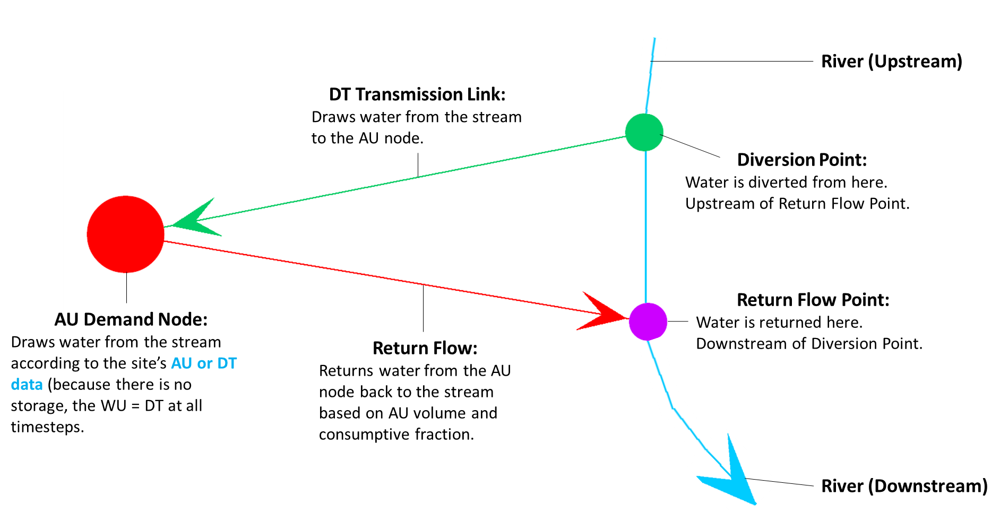 River (Upstream)
DT Transmission Link:
Draws water from the stream
to the AU node.
Diversion Point:
Water is diverted from here.
Upstream of Return Flow Point.
AU Demand Node:
Draws water from the stream
according to the site’s AU or DT
data (because there is no
storage, the WU = DT at all
timesteps.
Return Flow:
Returns water from the AU
node back to the stream
based on AU volume and
consumptive fraction.
Return Flow Point:
Water is returned here.
Downstream of Diversion Point.
River (Downstream)